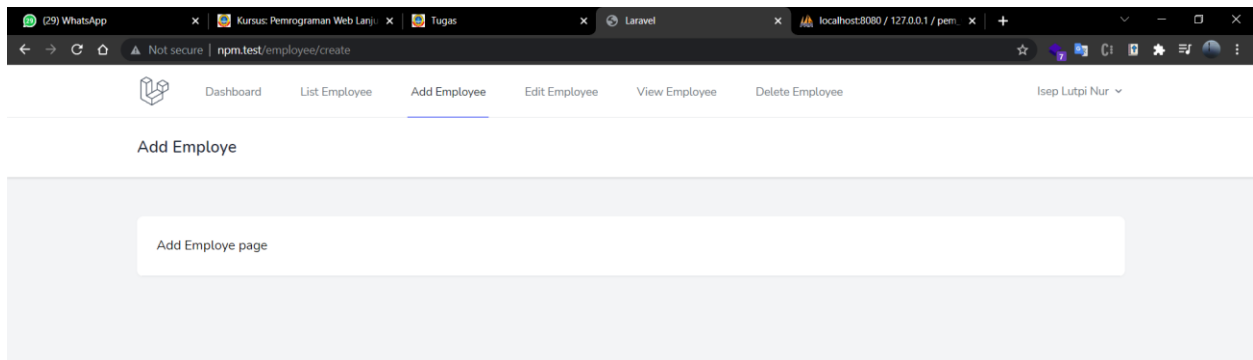 (29) WhatsApp
Kursus: Pemrograman Web Lanju
Tugas
Laravel
localhost:8080 / 127.0.0.1 / pem_
Not secure | npm.test/employee/create
7
Dashboard List Employee Add Employee Edit Employee View Employee Delete Employee Isep Lutpi Nur
Add Employe
Add Employe page